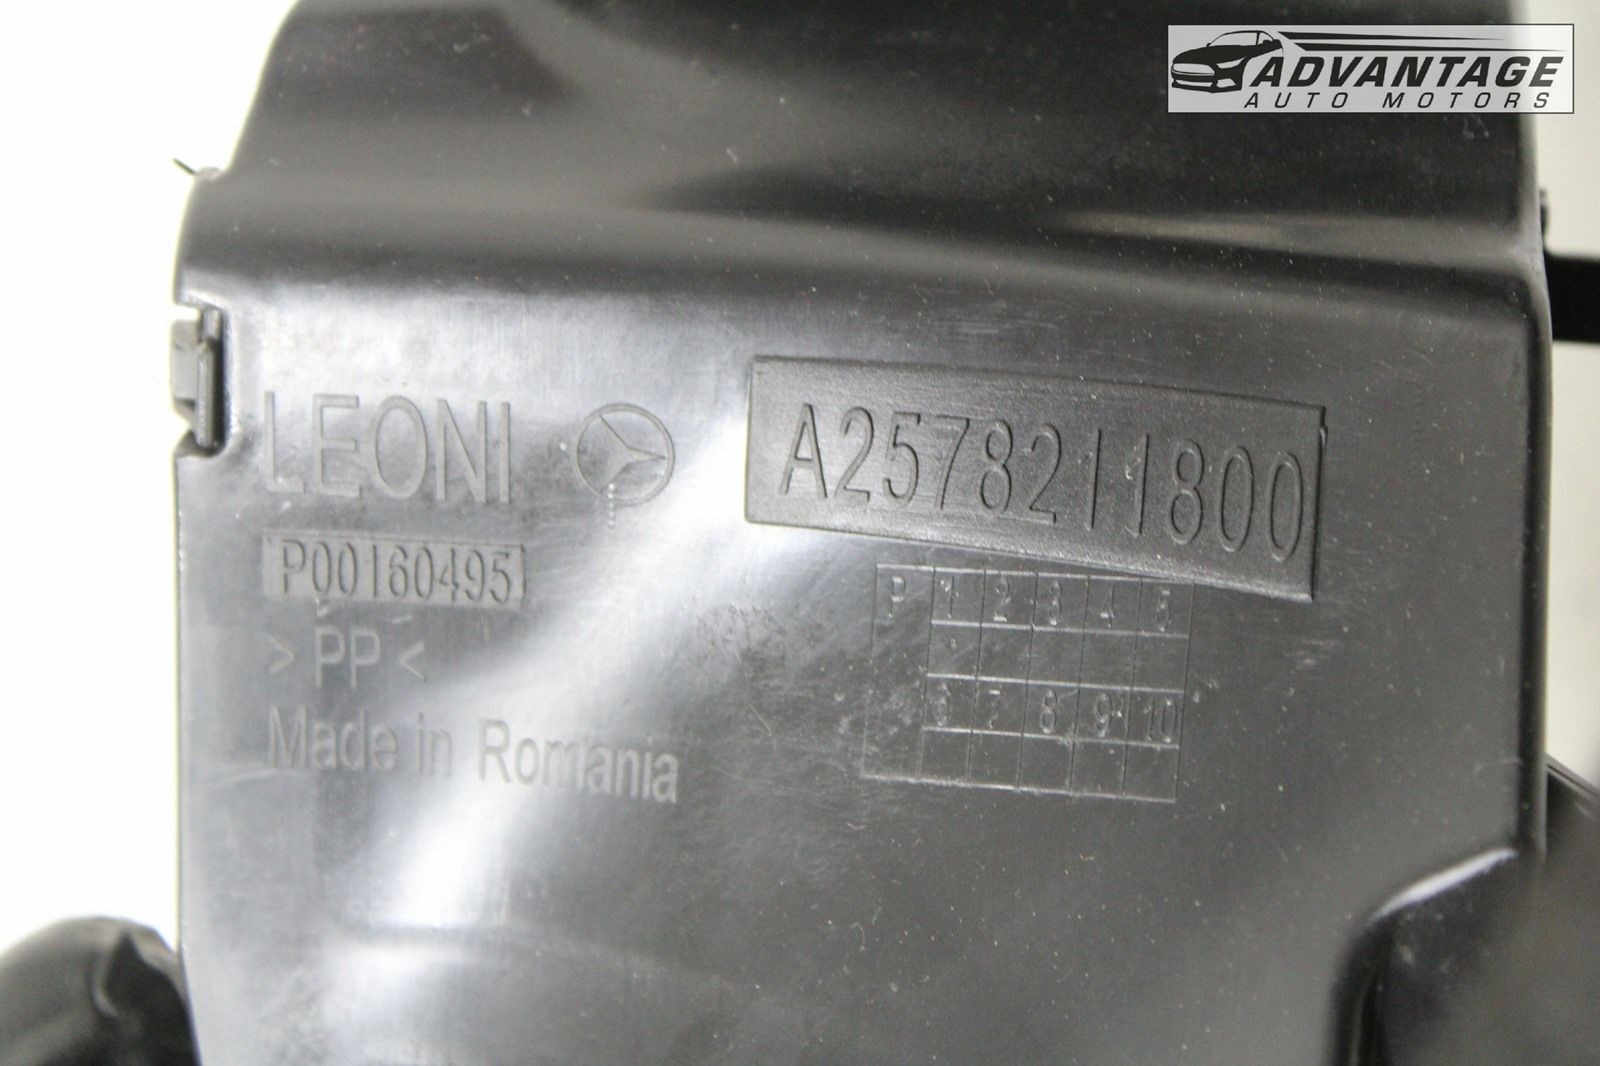 ADVANTAGE
AUTO MOTORS
LEONI
A2578211800
P00160495
> PP <
Made in Romania
P 1 2 3 4 5
6 7 8 9 10